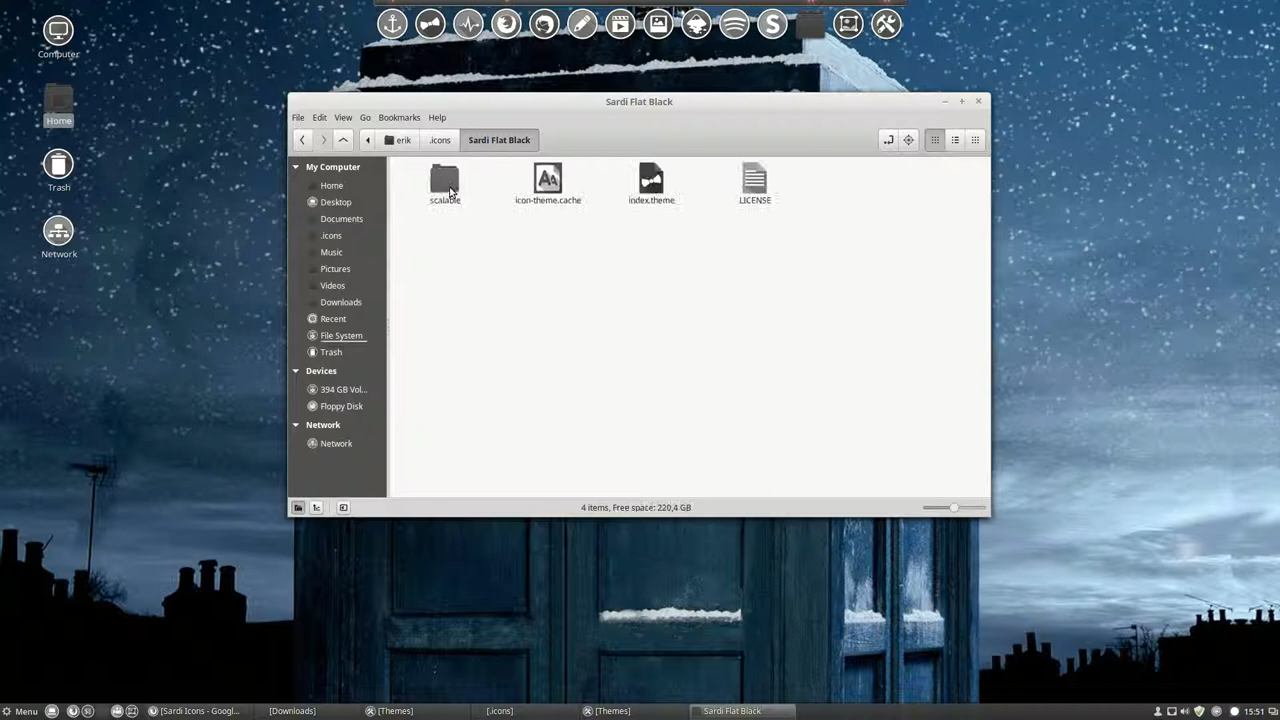 Computer
Home
Trash
Network
Sardi Flat Black
File Edit View Go Bookmarks Help
erik
.icons
Sardi Flat Black
My Computer
Home
Desktop
Documents
.icons
Music
Pictures
Videos
Downloads
Recent
File System
Trash
Devices
394 GB Vol...
Floppy Disk
Network
Network
scalable
icon-theme.cache
index.theme
LICENSE
4 items, Free space: 220,4 GB
Menu
[Sardi Icons - Googl...
[Downloads]
[Themes]
[.icons]
[Themes]
Sardi Flat Black
15:51